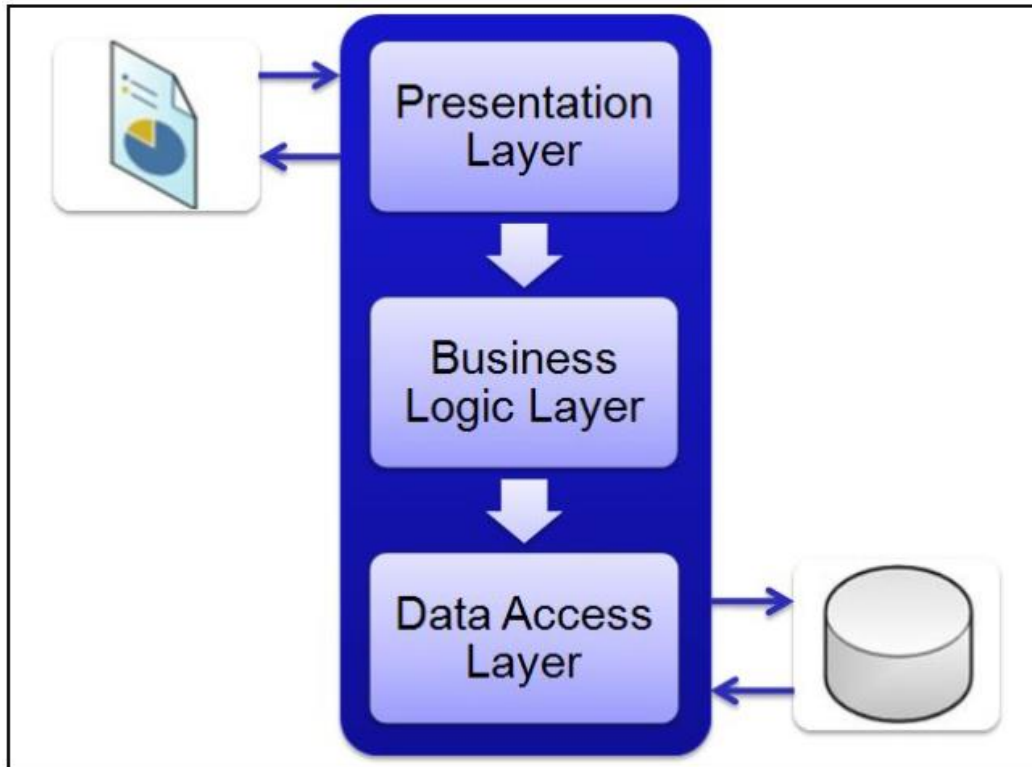 Presentation
Layer
Business
Logic Layer
Data Access
Layer